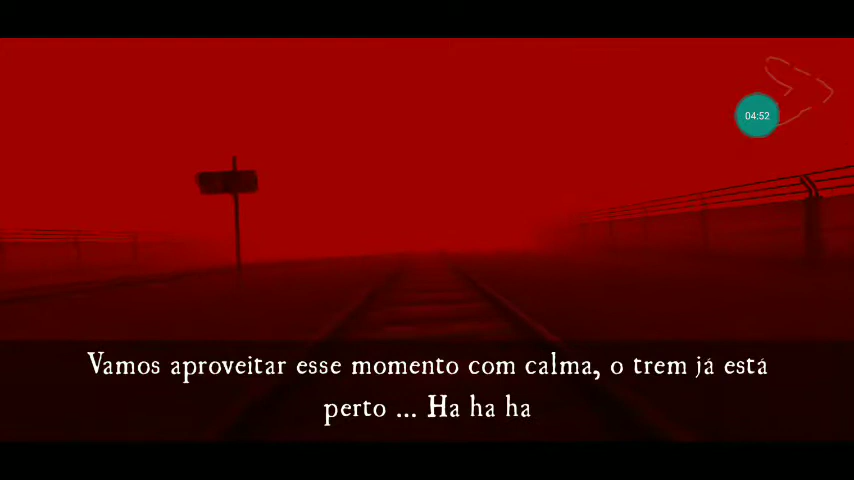 04:52
Vamos aproveitar esse momento com calma, o trem já está
perto ... Ha ha ha